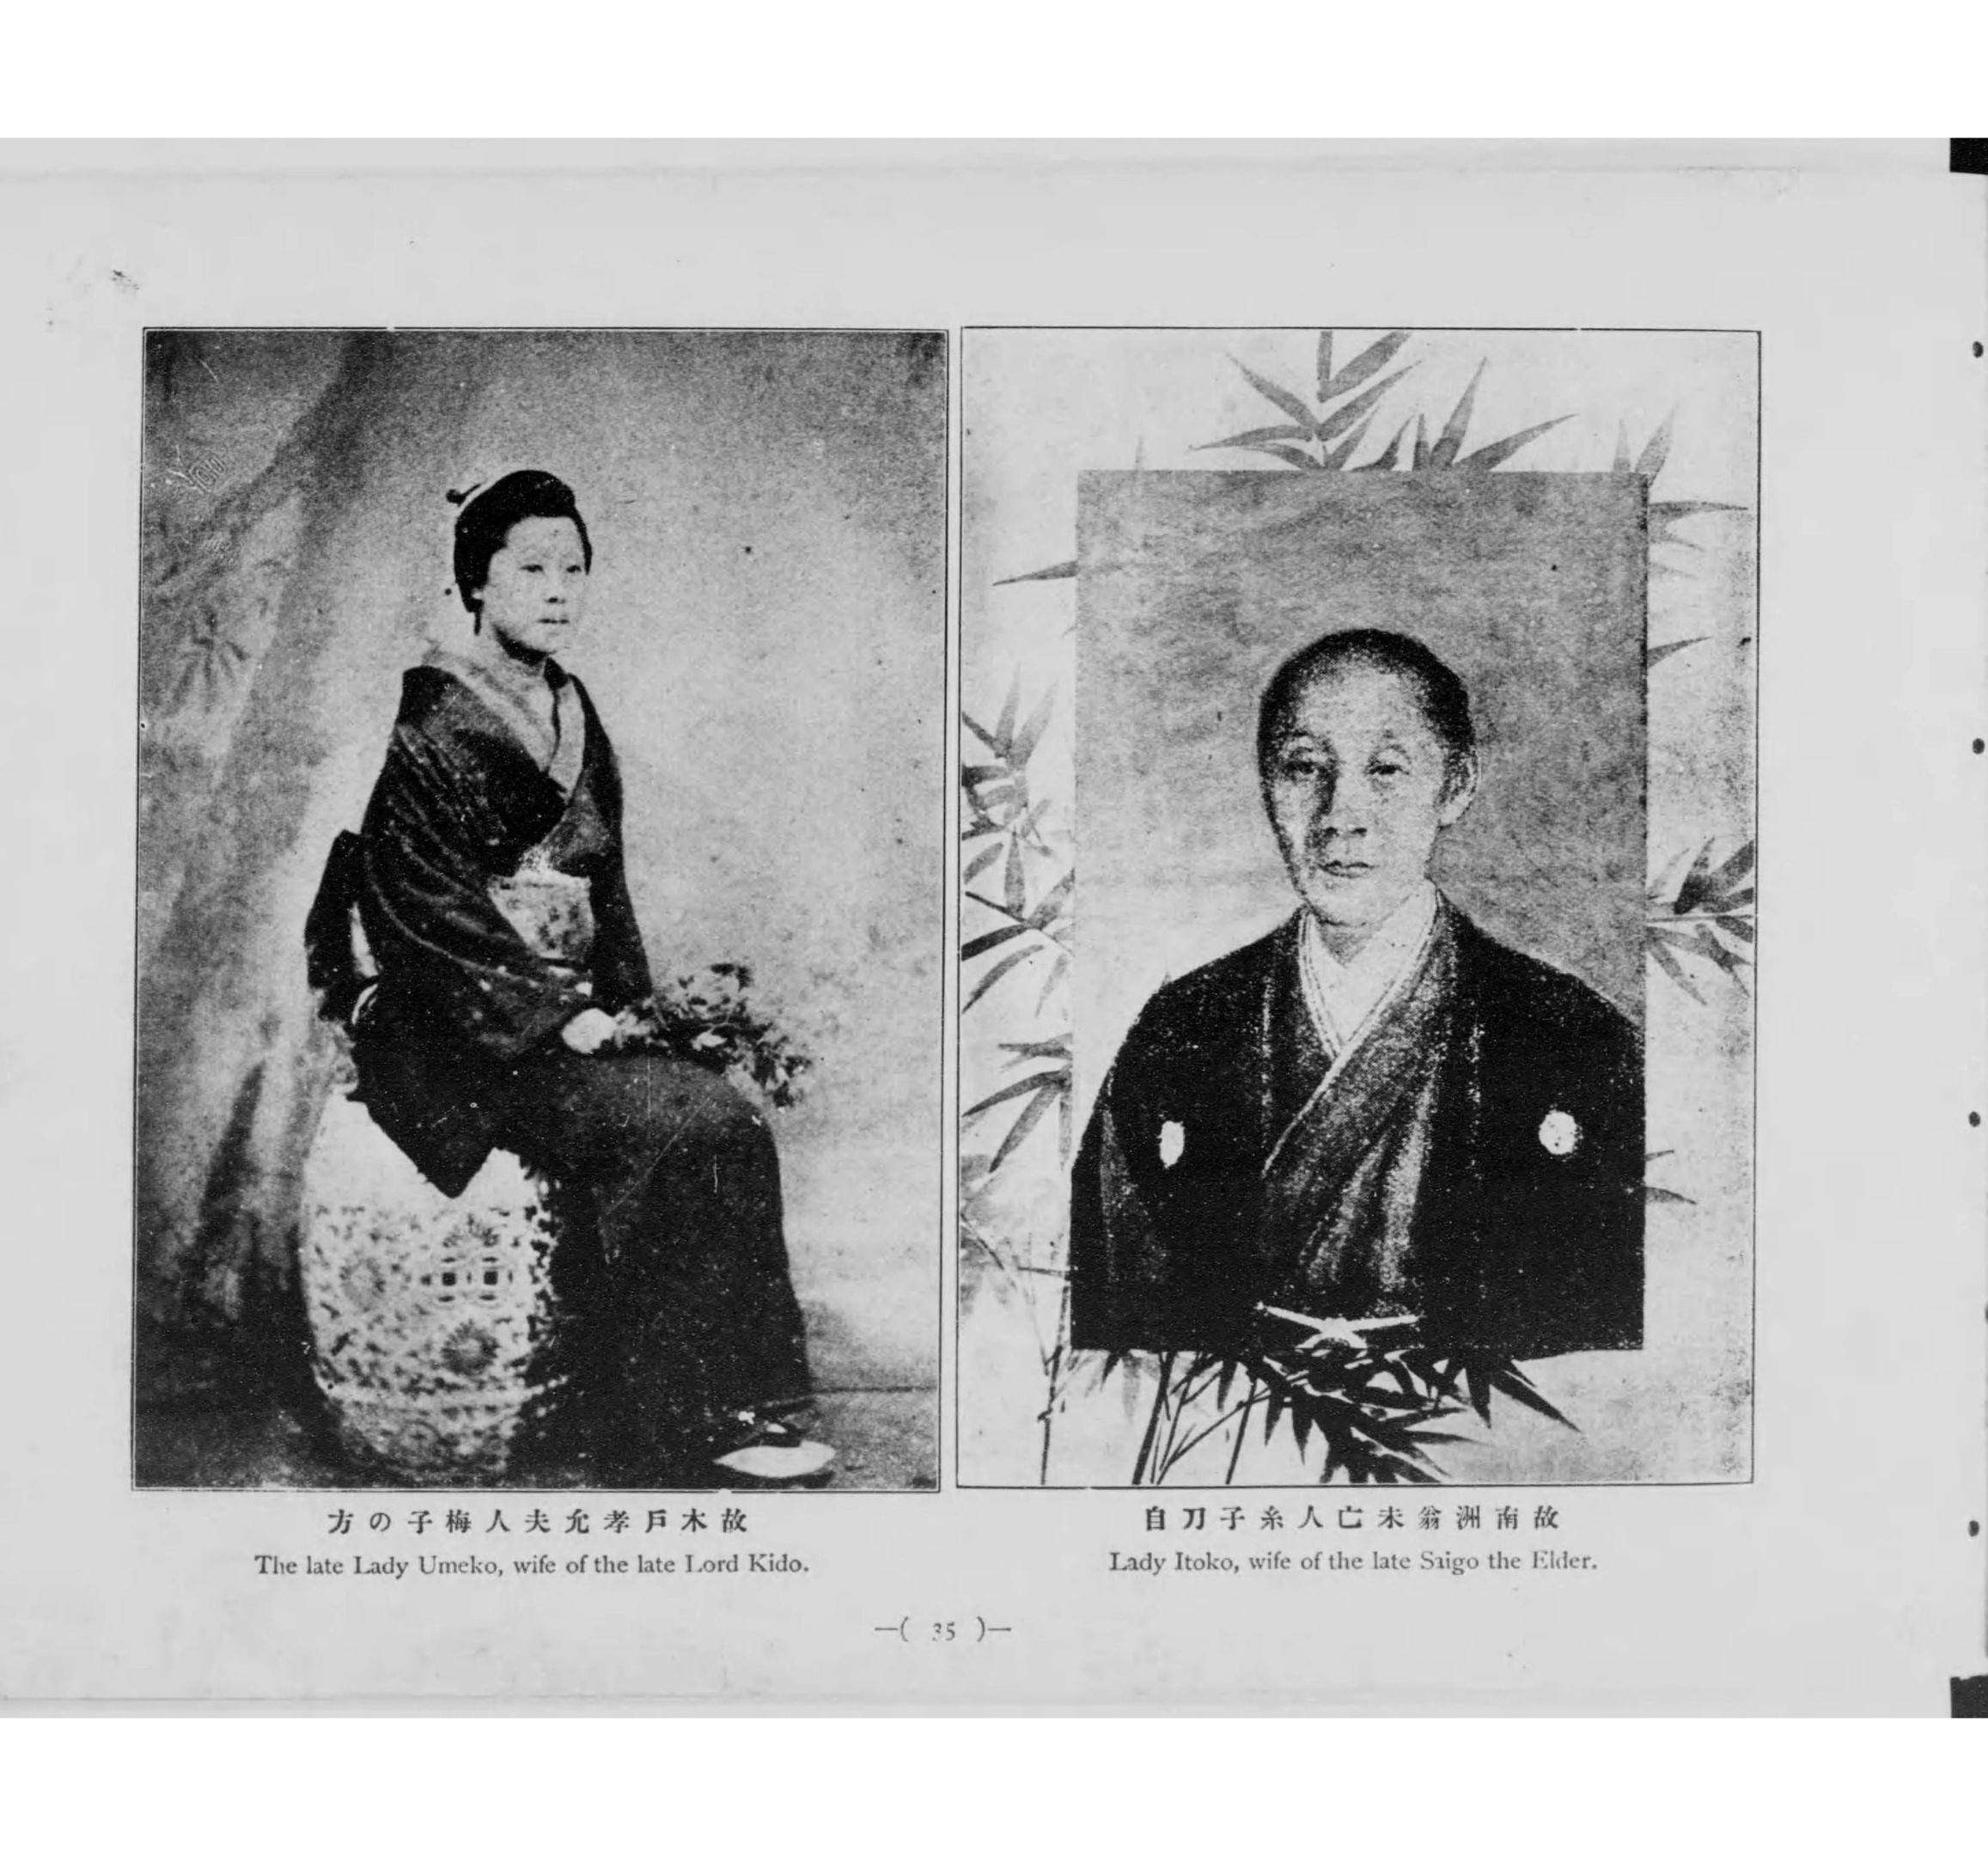 故木戶孝允夫人梅子の方
The late Lady Umeko, wife of the late Lord Kido.
故南洲翁未亡人糸子刀自
Lady Itoko, wife of the late Saigo the Elder.
—( 35 )—